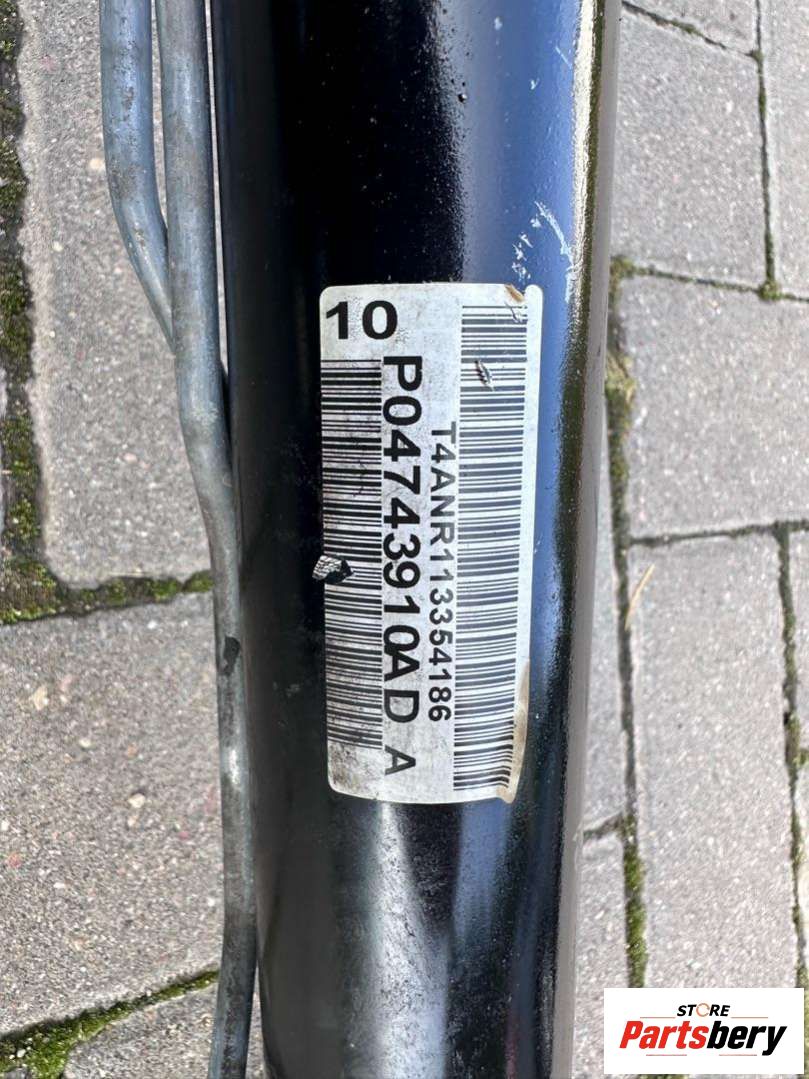 10
T4ANR113354186
P04743910AD A
STORE
Partsbery